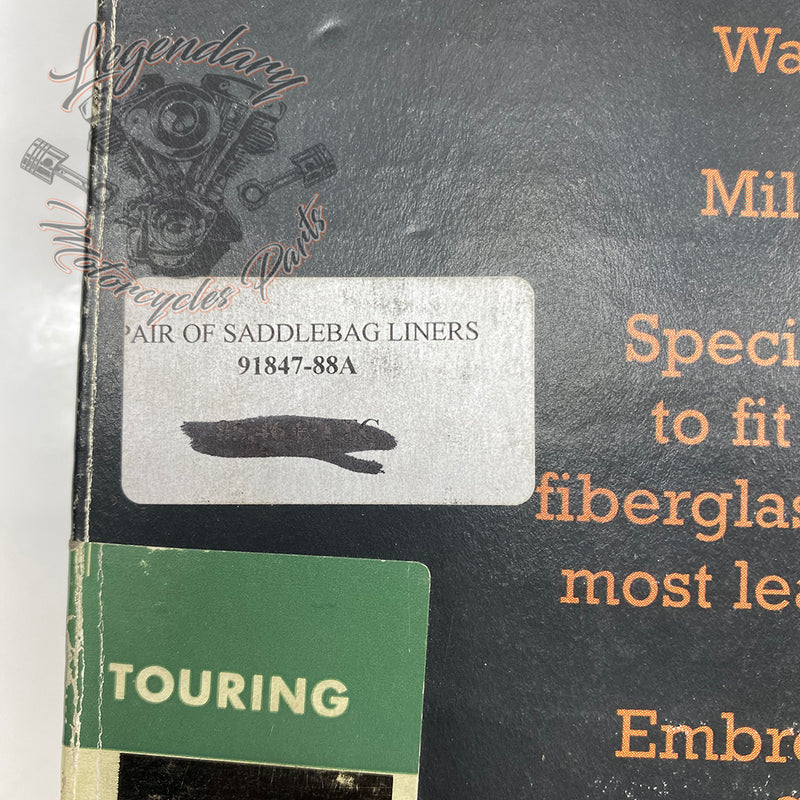 Legendary
Motorcycles Parts
Wa
Mil
PAIR OF SADDLEBAG LINERS
91847-88A
Speci
to fit
fiberglas
most lea
TOURING
Embro